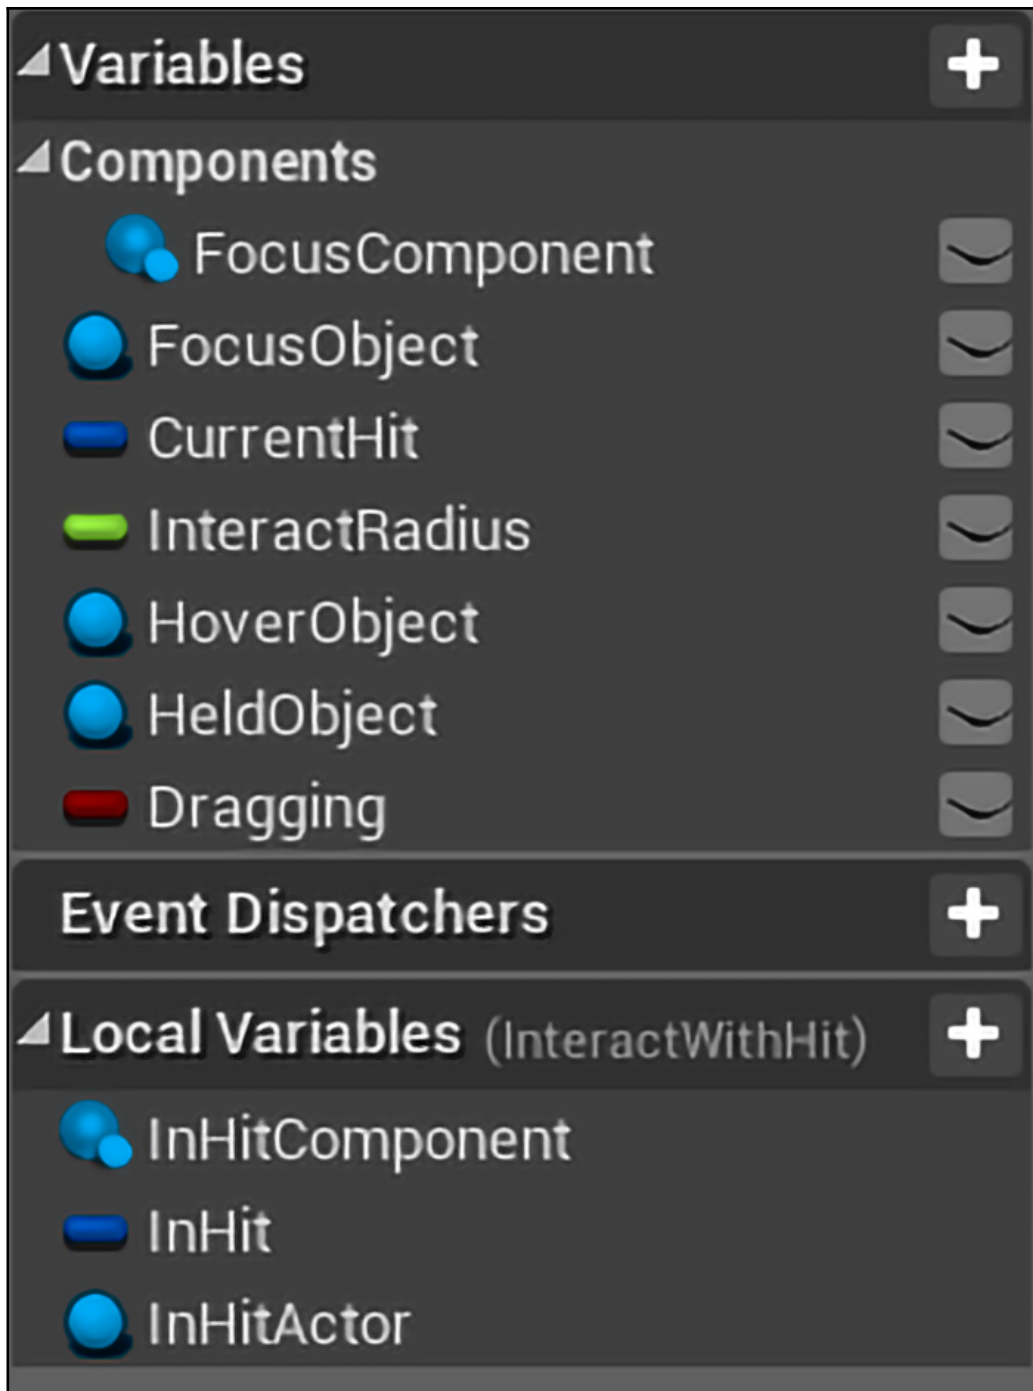 Variables
Components
FocusComponent
FocusObject
CurrentHit
InteractRadius
HoverObject
HeldObject
Dragging
Event Dispatchers
Local Variables (InteractWithHit)
InHitComponent
InHit
InHitActor